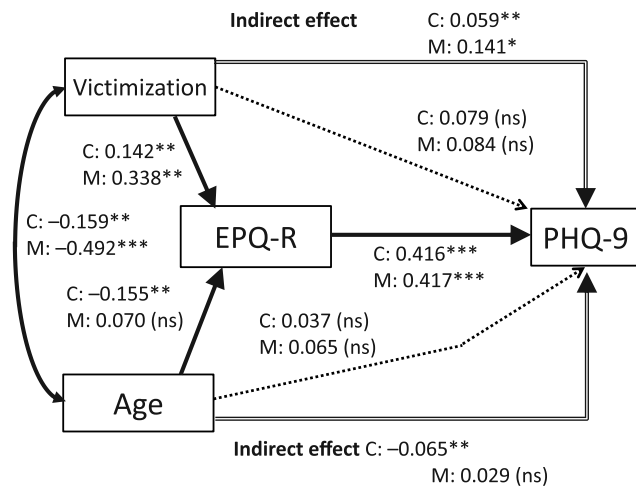 Indirect effect
C: 0.059**
M: 0.141*
Victimization
C: 0.079 (ns)
M: 0.084 (ns)
C: 0.142**
M: 0.338**
C: –0.159**
M: –0.492***
EPQ-R
PHQ-9
C: 0.416***
M: 0.417***
C: –0.155**
M: 0.070 (ns)
C: 0.037 (ns)
M: 0.065 (ns)
Age
Indirect effect C: –0.065**
M: 0.029 (ns)